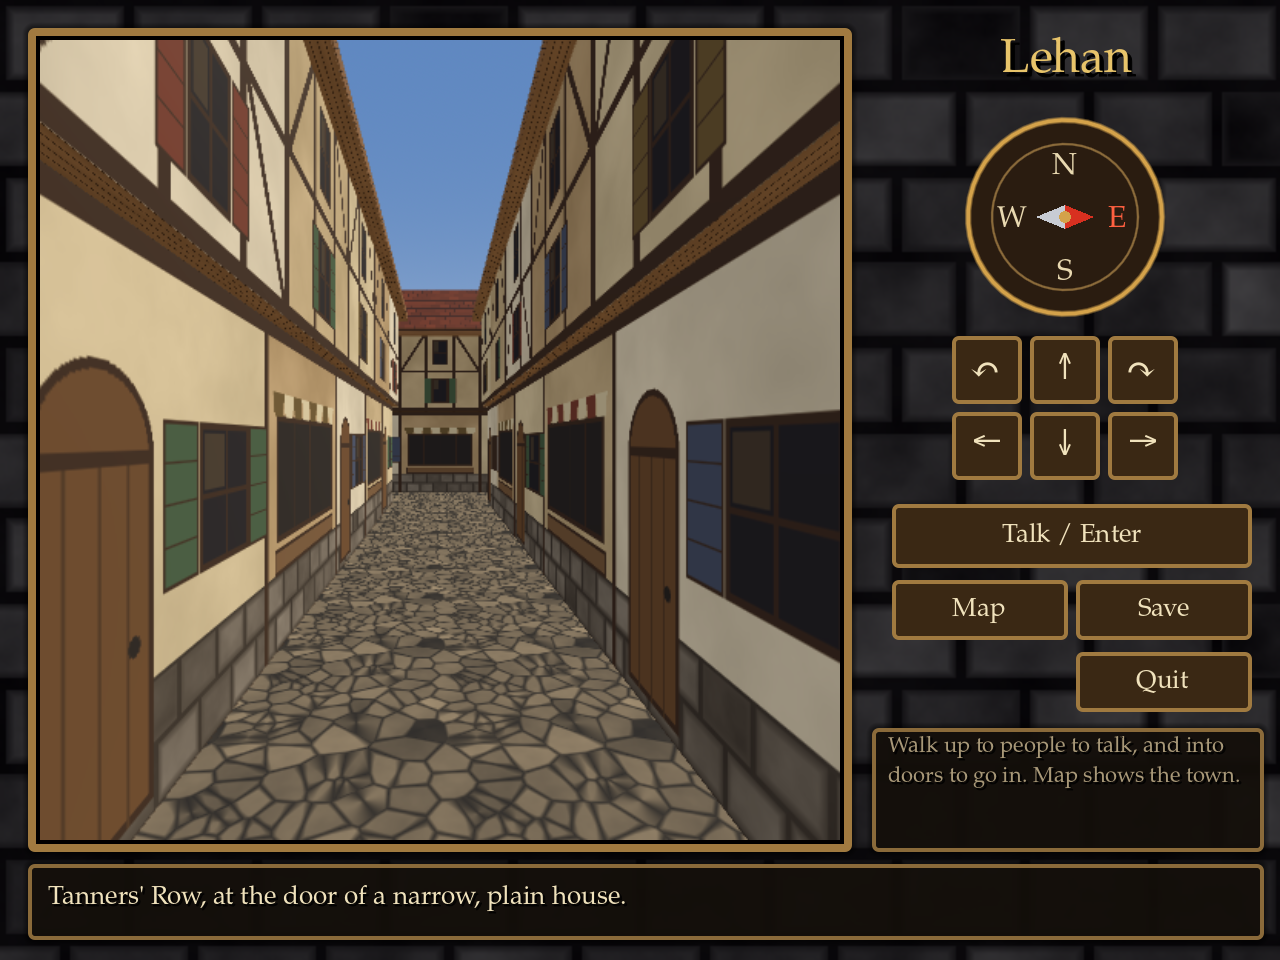 Lehan
N
W E
S
Talk / Enter
Map Save
Quit
Walk up to people to talk, and into
doors to go in. Map shows the town.
Tanners' Row, at the door of a narrow, plain house.